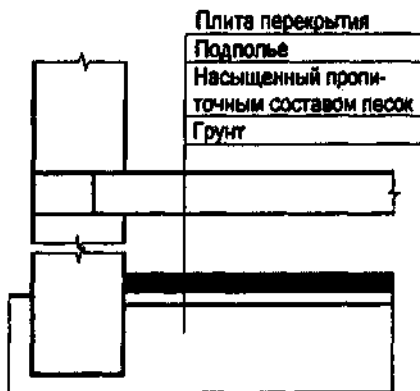 Плита перекрытия
Подполье
Насыщенный пропи-
точным составом песок
Грунт